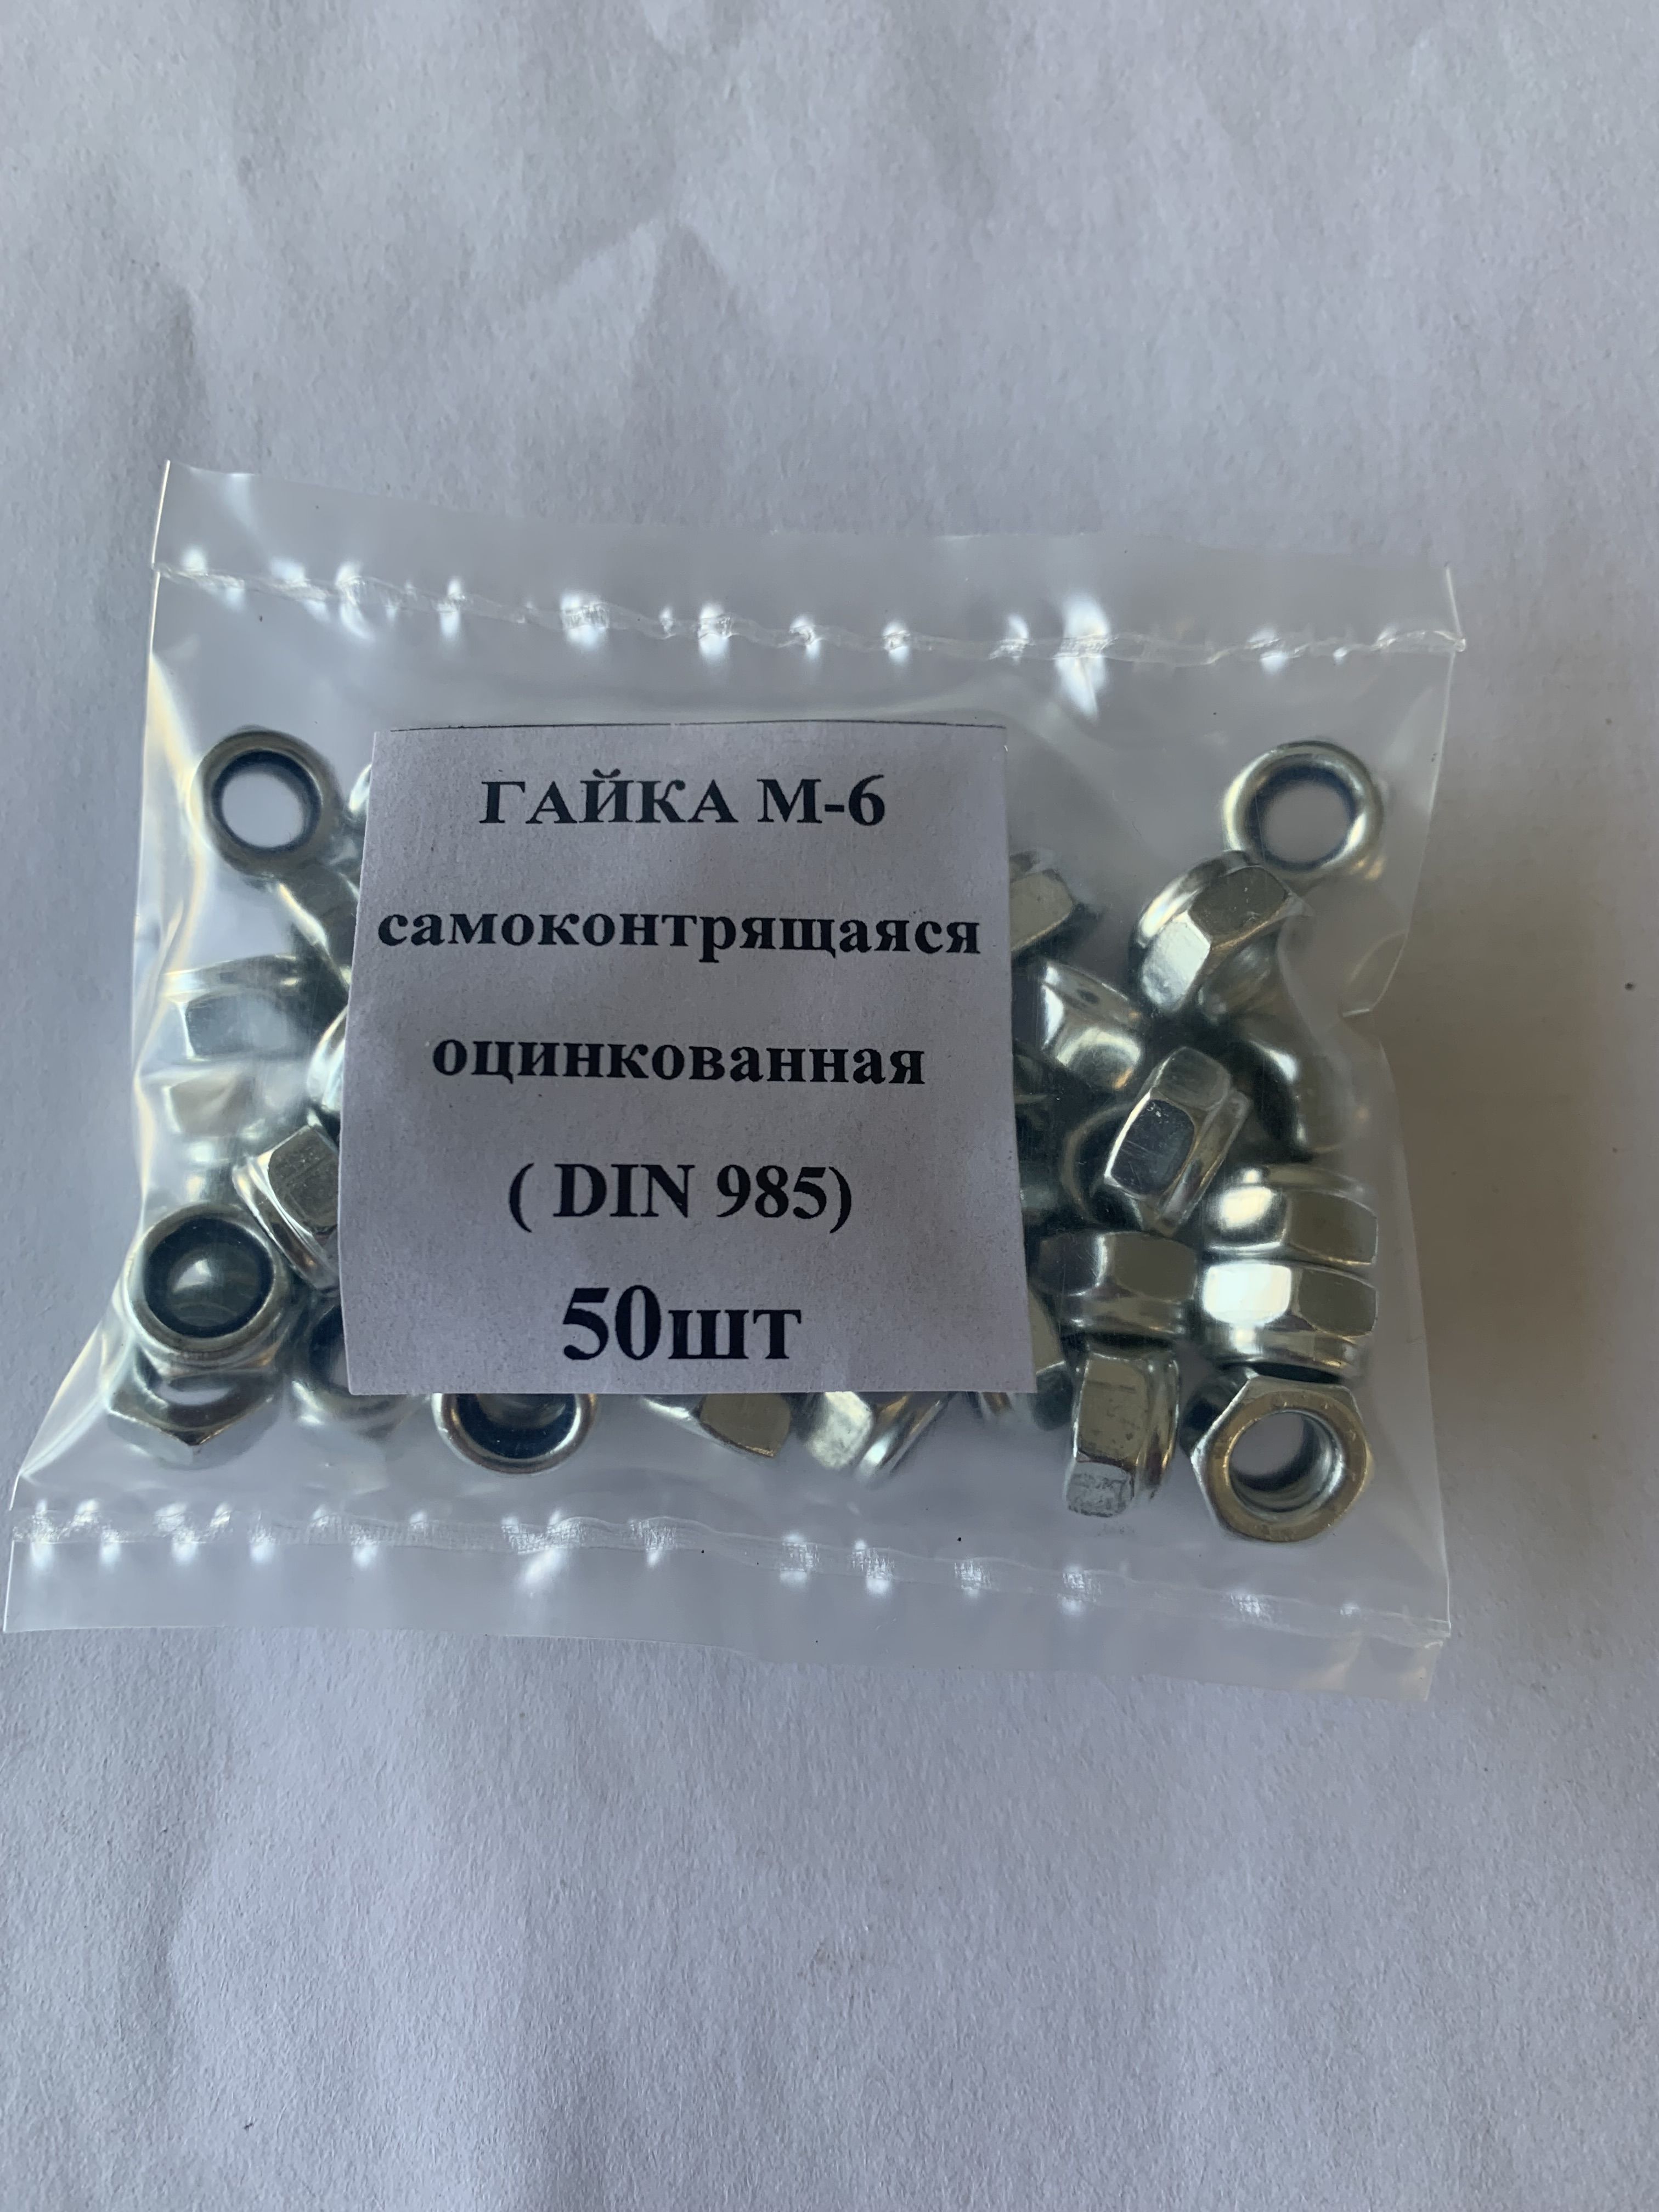 ГАЙКА М-6
самоконтрящаяся
оцинкованная
( DIN 985)
50шт